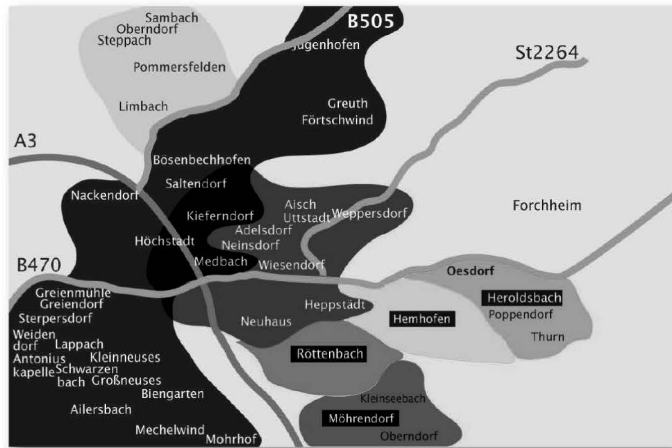 B505
Sambach
Oberndorf
Steppach
Jugenhofen
St2264
Pommersfelden
Limbach
Greuth
Förtschwind
A3
Bösenbechhofen
Saltendorf
Nackendorf
Kieferndorf
Aisch
Uttstadt
Weppersdorf
Forchheim
Adelsdorf
Neinsdorf
Höchstadt
Medbach
Wiesendorf
B470
Oesdorf
Greienmühle
Greiendorf
Sterpersdorf
Heppstädt
Heroldsbach
Poppendorf
Neuhaus
Hemhofen
Thurn
Weiden
dorf
Lappach
Antonius
kapelle
Kleinneuses
Schwarzen
bach
Großneuses
Röttenbach
Biengarten
Kleinseebach
Ailersbach
Möhrendorf
Mechelwind
Mohrhof
Oberndorf